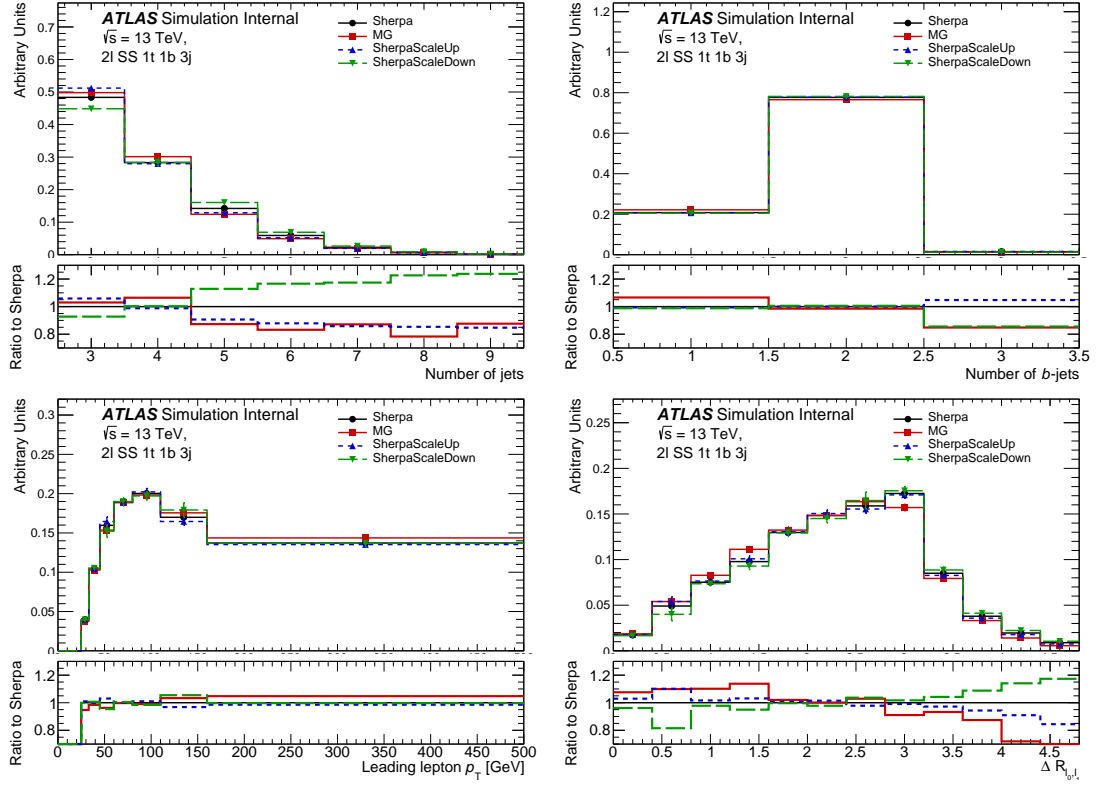 Arbitrary Units
0.7
0.6
0.5
0.4
0.3
0.2
0.1
0
ATLAS Simulation Internal
√s = 13 TeV,
2l SS 1t 1b 3j
Sherpa
MG
SherpaScaleUp
SherpaScaleDown
Ratio to Sherpa
1.2
1
0.8
3 4 5 6 7 8 9
Number of jets
Arbitrary Units
1.2
1
0.8
0.6
0.4
0.2
0
ATLAS Simulation Internal
√s = 13 TeV,
2l SS 1t 1b 3j
Sherpa
MG
SherpaScaleUp
SherpaScaleDown
Ratio to Sherpa
1.2
1
0.8
0.5 1 1.5 2 2.5 3 3.5
Number of b-jets
Arbitrary Units
0.3
0.25
0.2
0.15
0.1
0.05
0
ATLAS Simulation Internal
√s = 13 TeV,
2l SS 1t 1b 3j
Sherpa
MG
SherpaScaleUp
SherpaScaleDown
Ratio to Sherpa
1.2
1
0.8
0 50 100 150 200 250 300 350 400 450 500
Leading lepton pT [GeV]
Arbitrary Units
0.25
0.2
0.15
0.1
0.05
0
ATLAS Simulation Internal
√s = 13 TeV,
2l SS 1t 1b 3j
Sherpa
MG
SherpaScaleUp
SherpaScaleDown
Ratio to Sherpa
1.2
1
0.8
0 0.5 1 1.5 2 2.5 3 3.5 4 4.5
Δ R